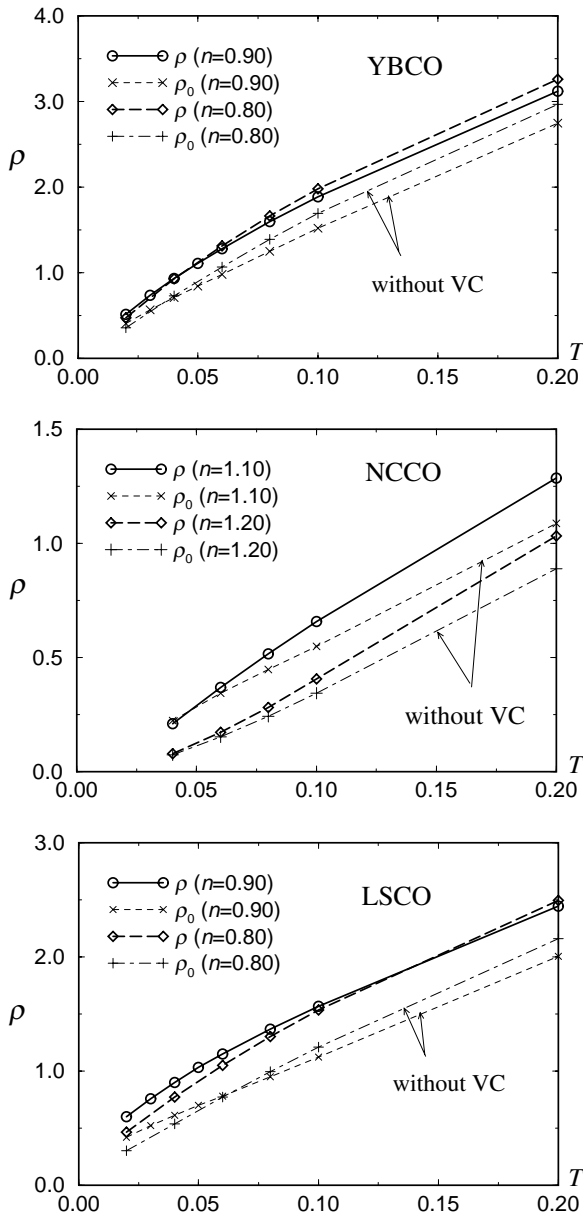 4.0
ρ (n=0.90)
ρ₀ (n=0.90)
ρ (n=0.80)
ρ₀ (n=0.80)
YBCO
3.0
ρ
2.0
1.0
without VC
0.0
0.00 0.05 0.10 0.15 0.20
T
1.5
ρ (n=1.10)
ρ₀ (n=1.10)
ρ (n=1.20)
ρ₀ (n=1.20)
NCCO
1.0
ρ
0.5
without VC
0.0
0.00 0.05 0.10 0.15 0.20
T
3.0
ρ (n=0.90)
ρ₀ (n=0.90)
ρ (n=0.80)
ρ₀ (n=0.80)
LSCO
2.0
ρ
1.0
without VC
0.0
0.00 0.05 0.10 0.15 0.20
T